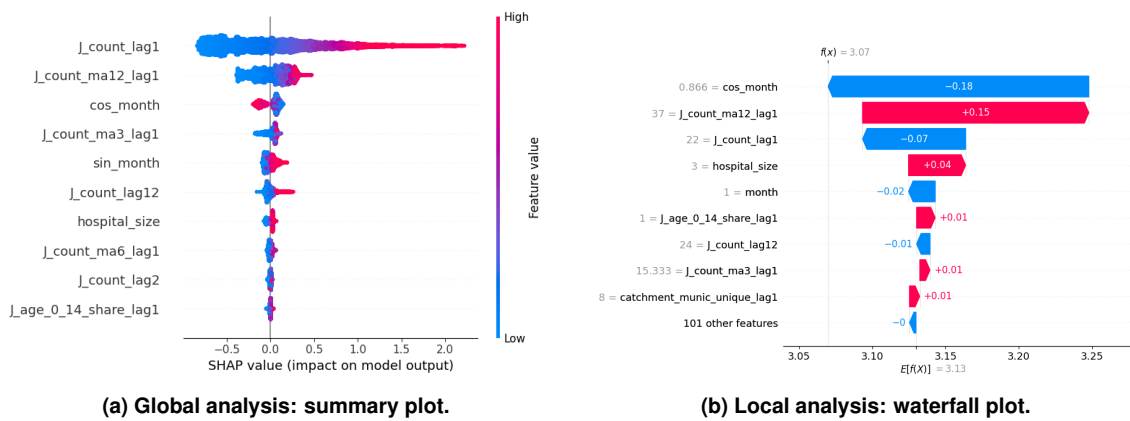 J_count_lag1
J_count_ma12_lag1
cos_month
J_count_ma3_lag1
sin_month
J_count_lag12
hospital_size
J_count_ma6_lag1
J_count_lag2
J_age_0_14_share_lag1
−0.5 0.0 0.5 1.0 1.5 2.0
SHAP value (impact on model output)
High
Feature value
Low
(a) Global analysis: summary plot.
f(x) = 3.07
0.866 = cos_month −0.18
37 = J_count_ma12_lag1 +0.15
22 = J_count_lag1 −0.07
3 = hospital_size +0.04
1 = month −0.02
1 = J_age_0_14_share_lag1 +0.01
24 = J_count_lag12 −0.01
15.333 = J_count_ma3_lag1 +0.01
8 = catchment_munic_unique_lag1 +0.01
101 other features −0
3.05 3.10 3.15 3.20 3.25
E[f(X)] = 3.13
(b) Local analysis: waterfall plot.